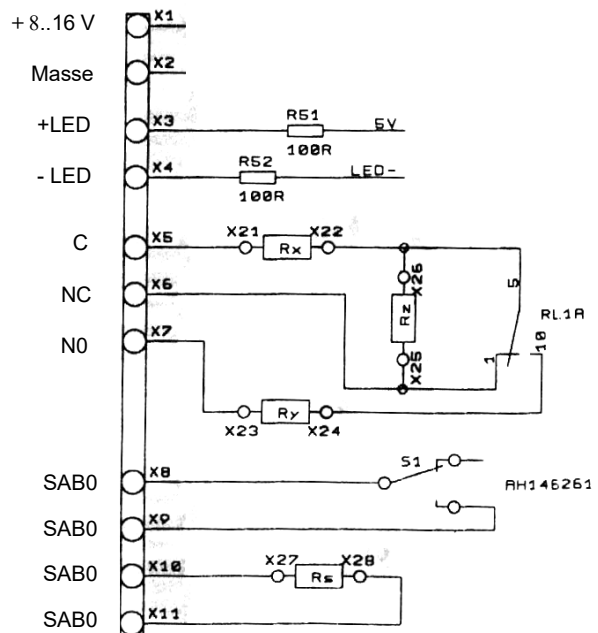 + 8..16 V X1
Masse X2
+LED X3 R51 5V
100R
- LED X4 R52 LED-
100R
C X5 X21 Rx X22
NC X6 X26 5
N0 X7 Rz RL1A
X25 1 10
Ry
X23 X24
SAB0 X8 S1 AH146261
SAB0 X9
SAB0 X10 X27 Rs X28
SAB0 X11